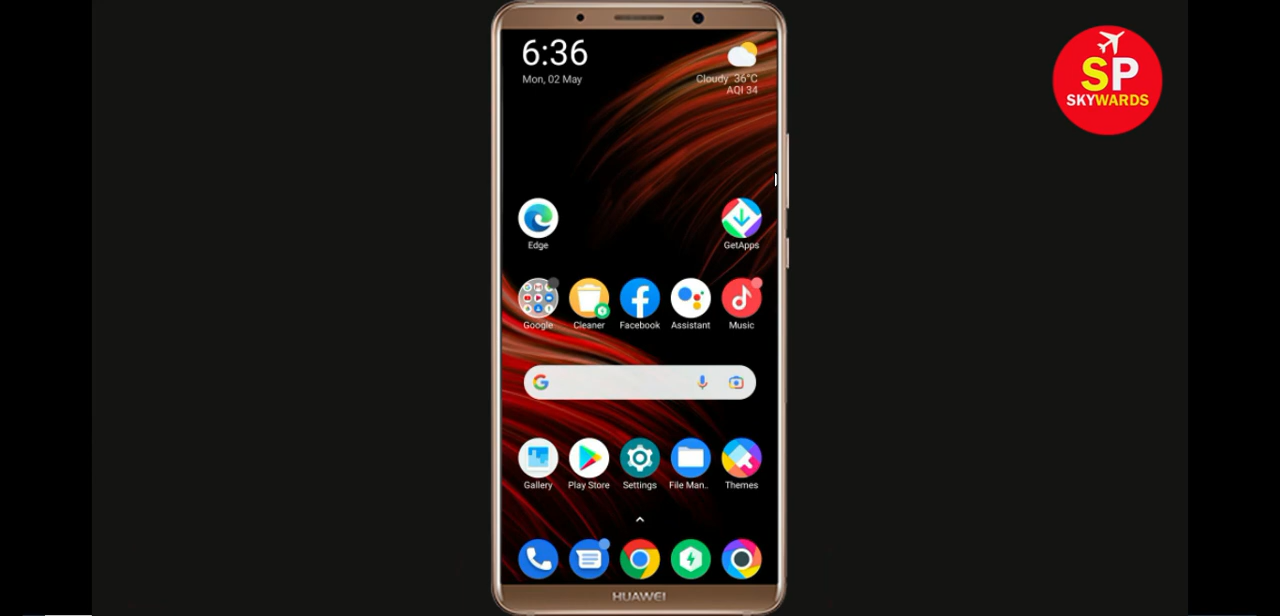 6:36
Mon, 02 May
Cloudy 36°C
AQI 34
SP
SKYWARDS
Edge
GetApps
Google
Cleaner
Facebook
Assistant
Music
Gallery
Play Store
Settings
File Man..
Themes
HUAWEI